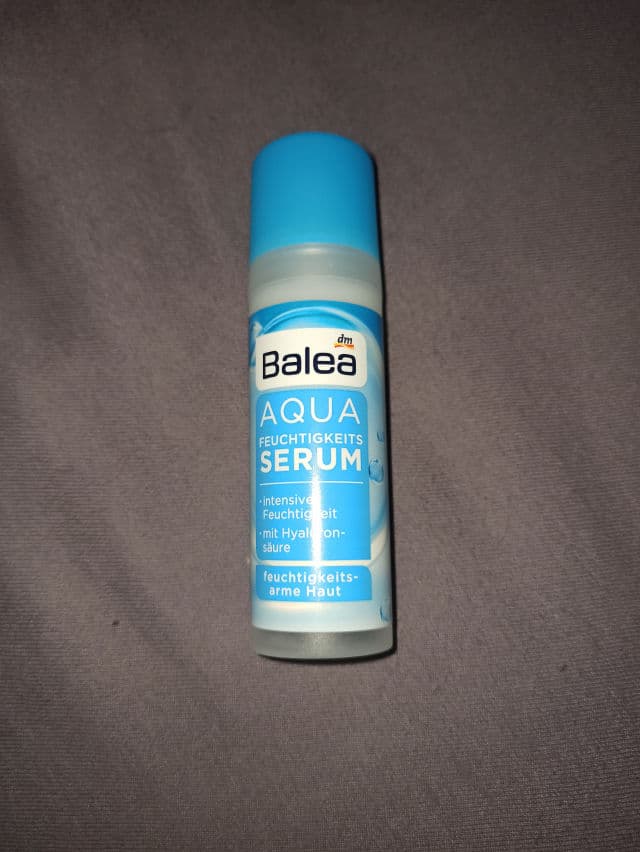 dm
Balea
AQUA
FEUCHTIGKEITS
SERUM
· intensive
Feuchtigkeit
· mit Hyaluron-
säure
feuchtigkeits-
arme Haut